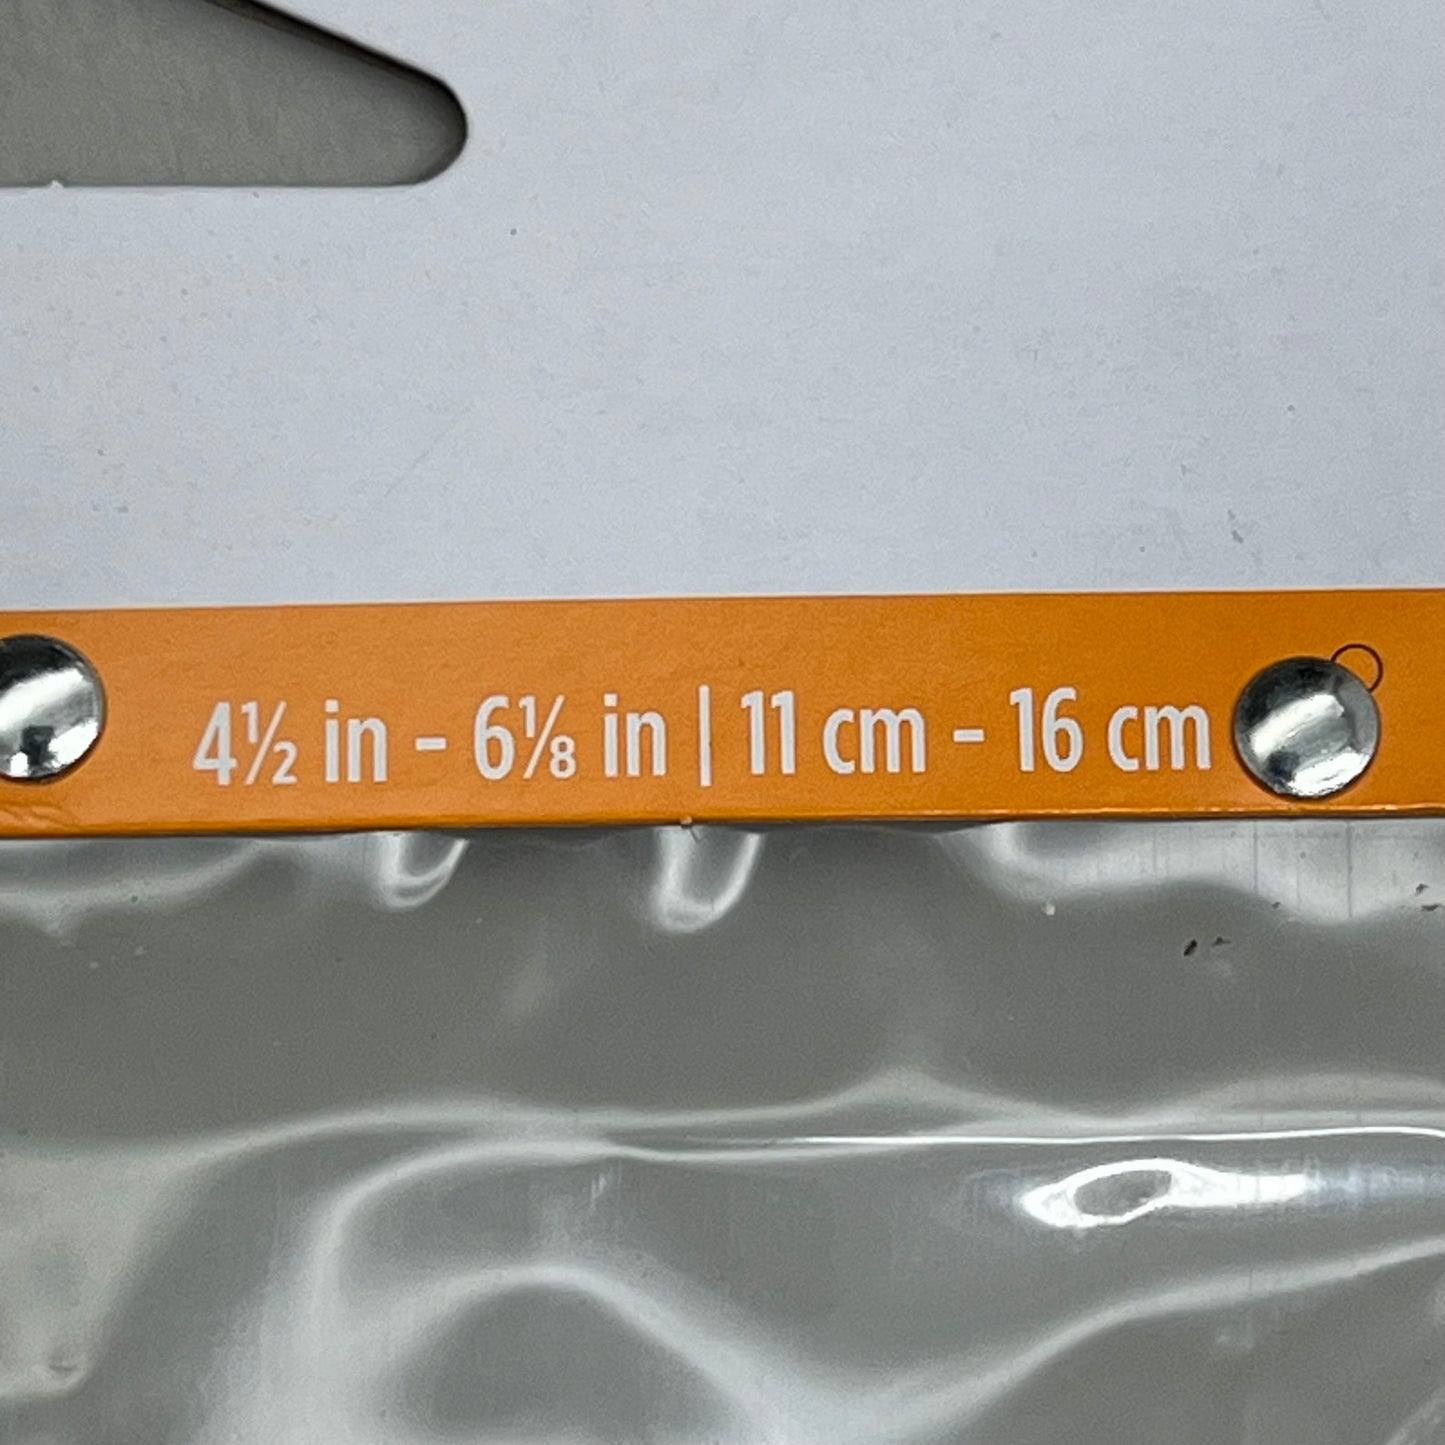 4½ in - 6⅛ in | 11 cm - 16 cm